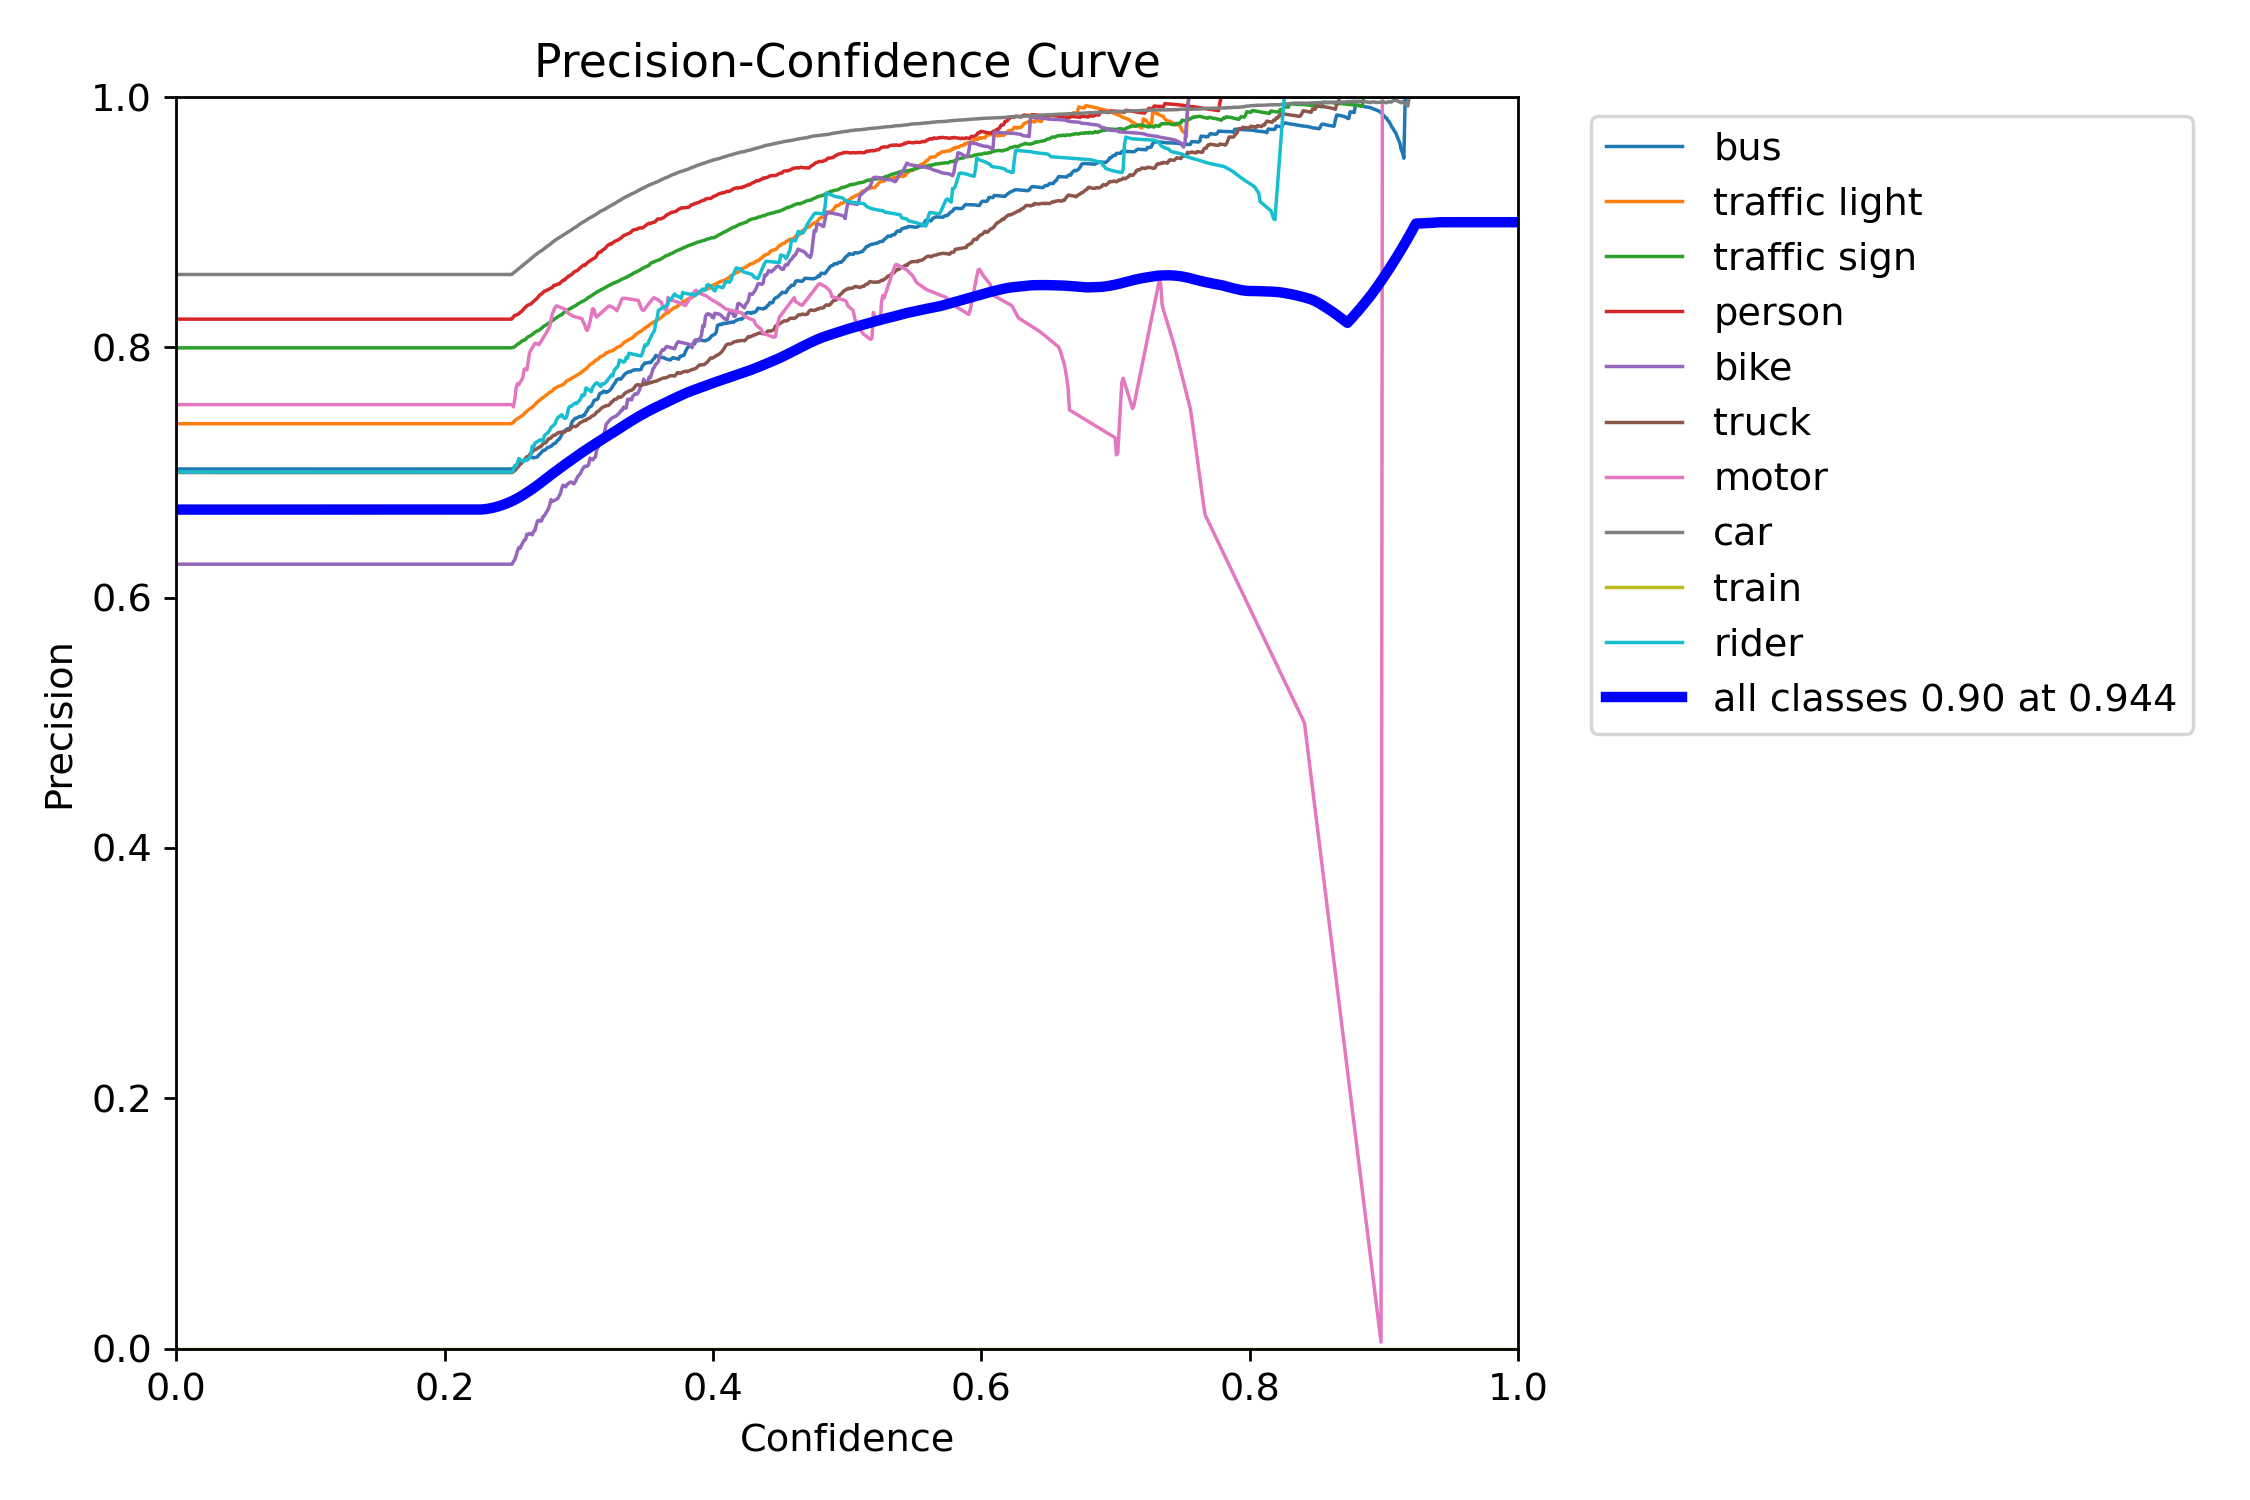 Precision-Confidence Curve
1.0
0.8
0.6
0.4
0.2
0.0
Precision
0.0 0.2 0.4 0.6 0.8 1.0
Confidence
bus
traffic light
traffic sign
person
bike
truck
motor
car
train
rider
all classes 0.90 at 0.944